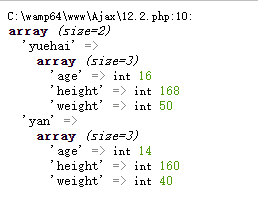 C:\wamp64\www\Ajax\12.2.php:10:
array (size=2)
'yuehai' =>
array (size=3)
'age' => int 16
'height' => int 168
'weight' => int 50
'yan' =>
array (size=3)
'age' => int 14
'height' => int 160
'weight' => int 40